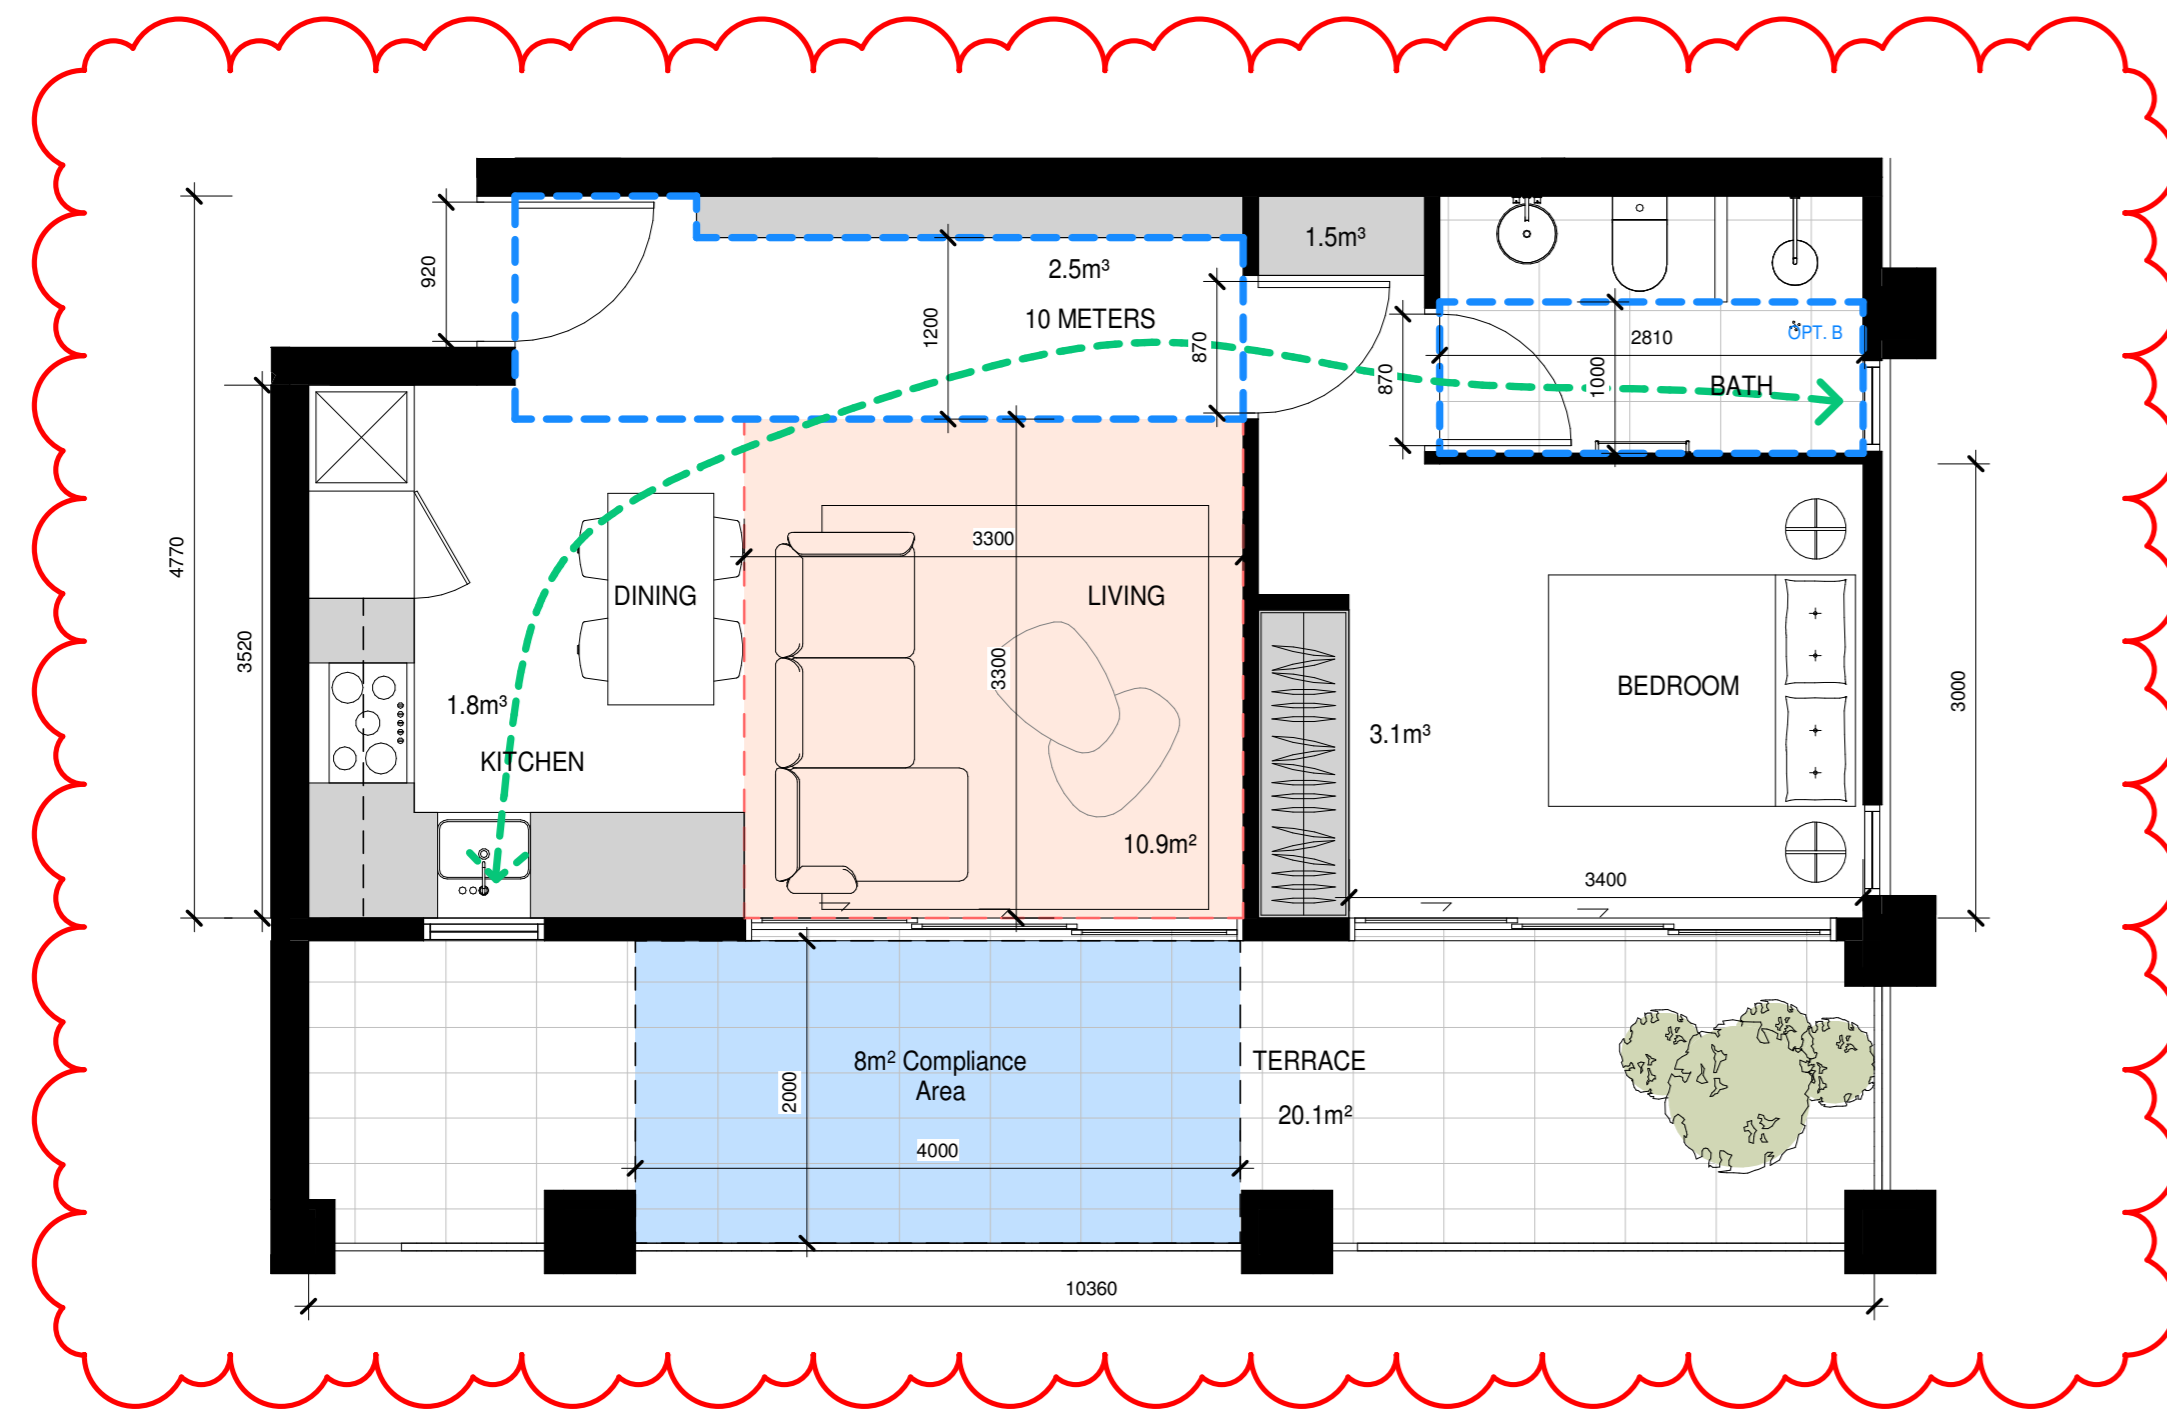 1.5m³
2.5m³
920
10 METERS
1200
870
870
2810
OPT. B
1000
BATH
4770
3520
3300
DINING
LIVING
3300
1.8m³
KITCHEN
BEDROOM
3000
3.1m³
10.9m²
3400
8m² Compliance
Area
TERRACE
2000
20.1m²
4000
10360